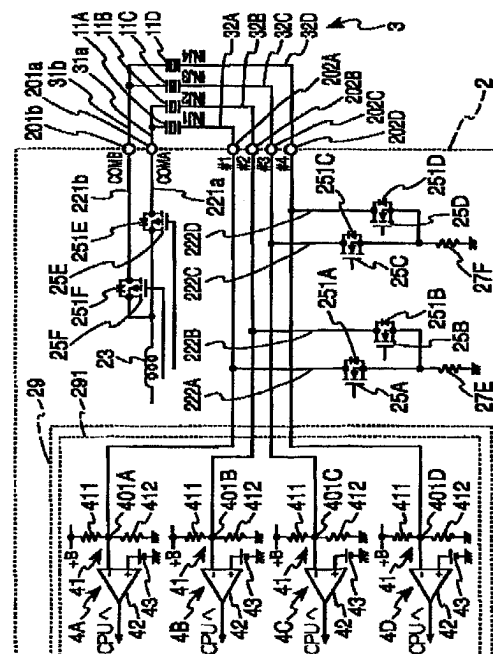 11D
11C
11B
11A
31b
31a
201a
201b
3
INJ1
INJ2
INJ3
INJ4
32A
32B
32C
32D
202A
202B
202C
202D
COMB
COMA
#1
#2
#3
#4
2
221b
221a
251E
25E
251F
25F
23
251C
251D
25D
25C
222D
222C
27F
251A
251B
25B
25A
222B
222A
27E
29
291
+B
411
401A
412
41
42
43
4A
CPU
+B
411
401B
412
41
42
43
4B
CPU
+B
411
401C
412
41
42
43
4C
CPU
+B
411
401D
412
41
42
43
4D
CPU